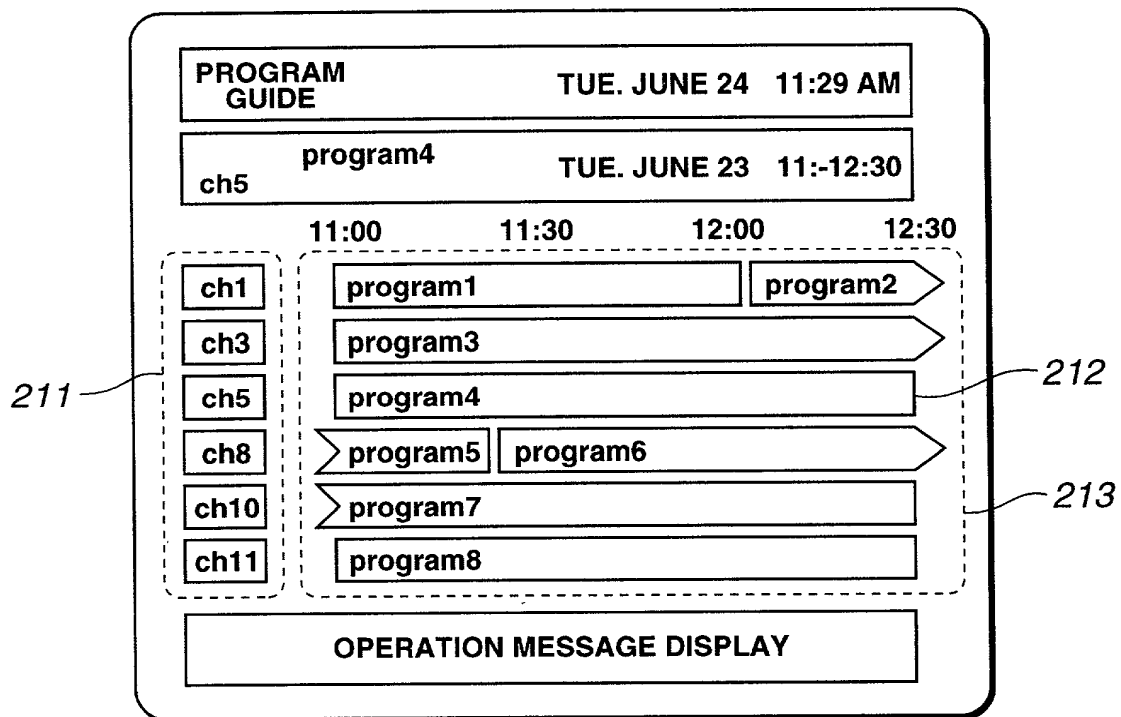 PROGRAM
GUIDE
TUE. JUNE 24 11:29 AM
program4
ch5
TUE. JUNE 23 11:-12:30
11:00 11:30 12:00 12:30
ch1 program1 program2
ch3 program3
211
ch5 program4
212
ch8 program5 program6
ch10 program7
213
ch11 program8
OPERATION MESSAGE DISPLAY